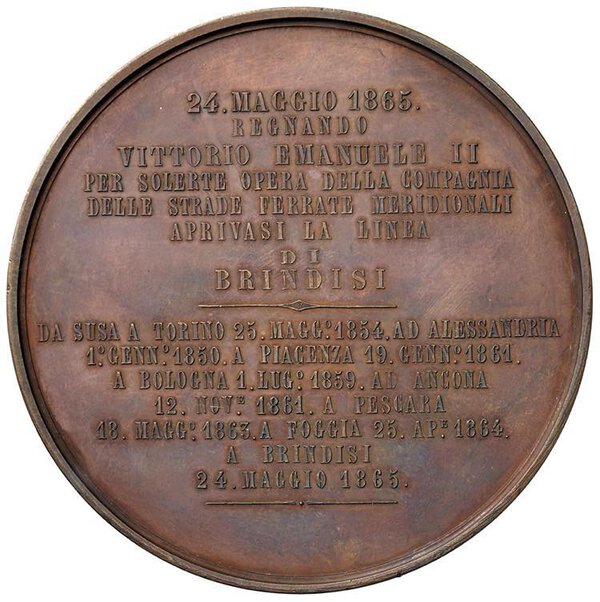 24. MAGGIO 1865.
REGNANDO
VITTORIO EMANUELE II
PER SOLERTE OPERA DELLA COMPAGNIA
DELLE STRADE FERRATE MERIDIONALI
APRIVASI LA LINEA
DI
BRINDISI
DA SUSA A TORINO 25. MAGG.º 1854. AD ALESSANDRIA
1.º GENN.º 1850. A PIACENZA 19. GENN.º 1861.
A BOLOGNA 1. LUG.º 1859. AD ANCONA
12. NOV.E 1861. A PESCARA
18. MAGG.º 1863. A FOGGIA 25. AP.E 1864.
A BRINDISI
24. MAGGIO 1865.